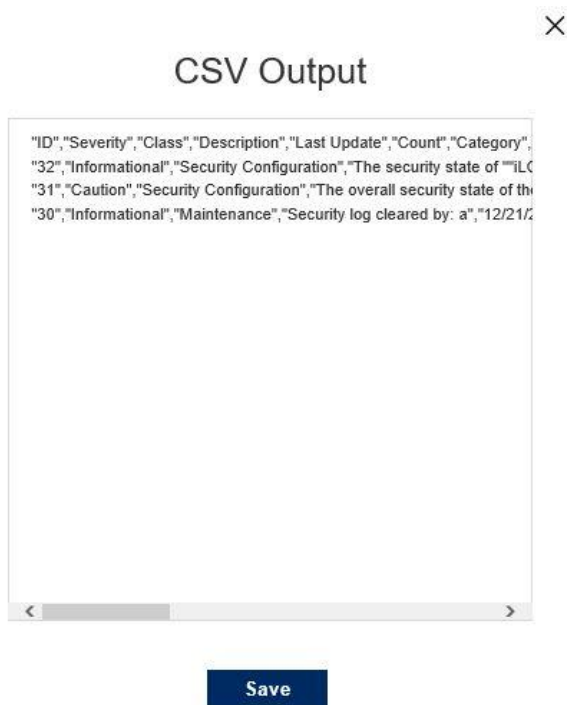 CSV Output
"ID","Severity","Class","Description","Last Update","Count","Category",
"32","Informational","Security Configuration","The security state of ""iLO
"31","Caution","Security Configuration","The overall security state of the
"30","Informational","Maintenance","Security log cleared by: a","12/21/2
Save